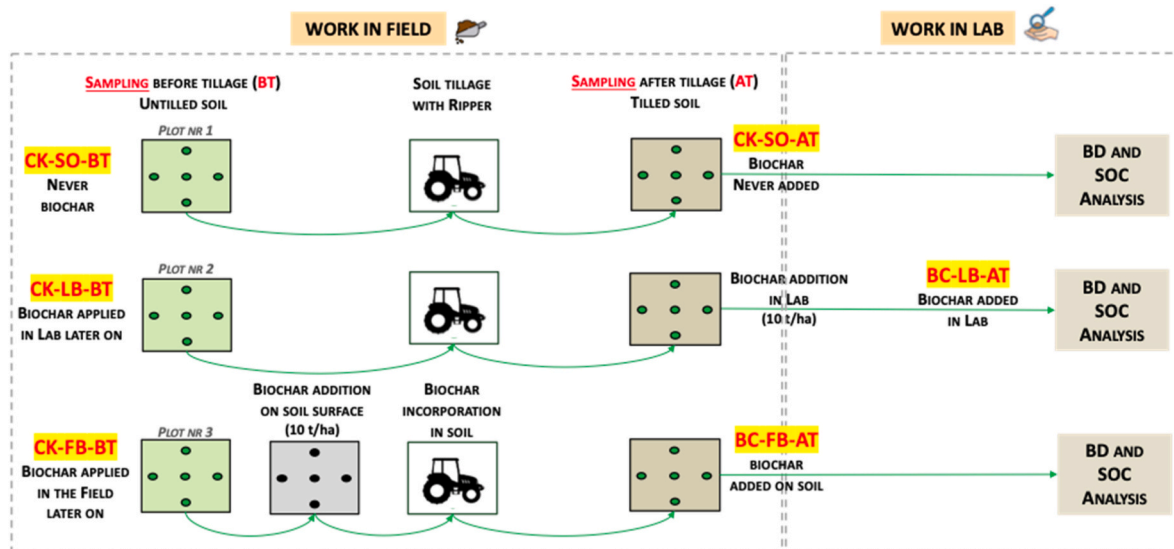 WORK IN FIELD
WORK IN LAB
SAMPLING BEFORE TILLAGE (BT)
UNTILLED SOIL
SOIL TILLAGE
WITH RIPPER
SAMPLING AFTER TILLAGE (AT)
TILLED SOIL
PLOT NR 1
CK-SO-BT
NEVER
BIOCHAR
CK-SO-AT
BIOCHAR
NEVER ADDED
BD AND
SOC
ANALYSIS
PLOT NR 2
CK-LB-BT
BIOCHAR APPLIED
IN LAB LATER ON
BIOCHAR ADDITION
IN LAB
(10 t/ha)
BC-LB-AT
BIOCHAR ADDED
IN LAB
BD AND
SOC
ANALYSIS
BIOCHAR ADDITION
ON SOIL SURFACE
(10 t/ha)
BIOCHAR
INCORPORATION
IN SOIL
PLOT NR 3
CK-FB-BT
BIOCHAR APPLIED
IN THE FIELD
LATER ON
BC-FB-AT
BIOCHAR
ADDED ON SOIL
BD AND
SOC
ANALYSIS